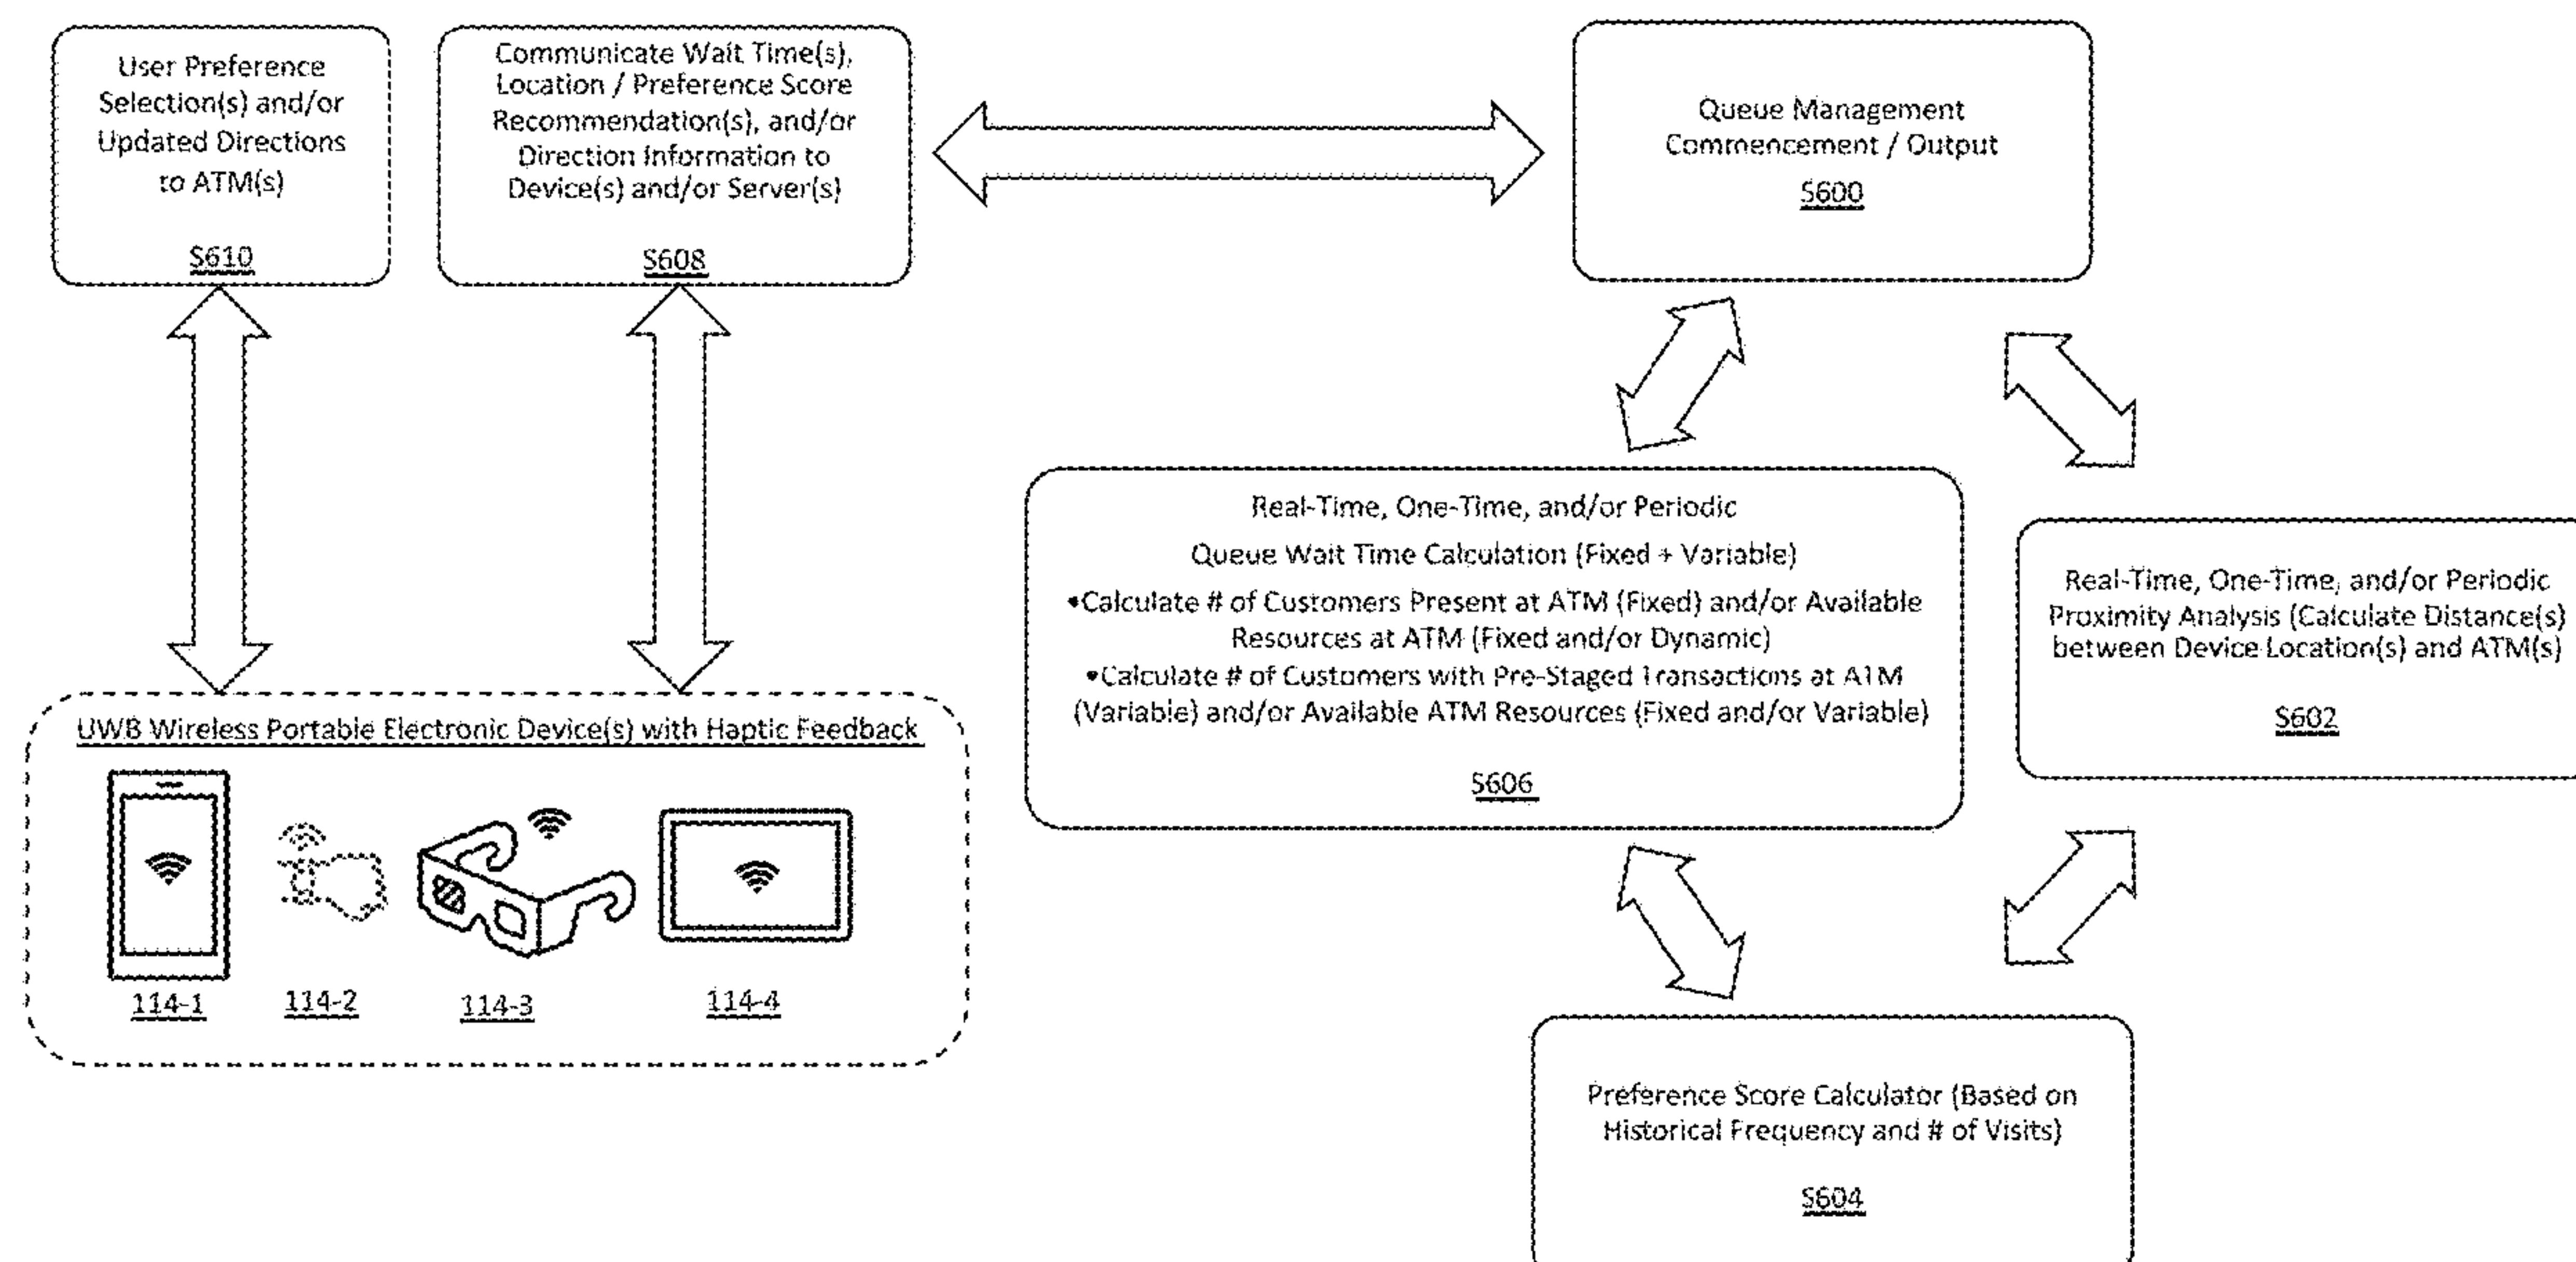 User Preference
Selection(s) and/or
Updated Directions
to ATM(s)
S610
Communicate Wait Time(s),
Location / Preference Score
Recommendation(s), and/or
Direction Information to
Device(s) and/or Server(s)
S608
Queue Management
Commencement / Output
S600
Real-Time, One-Time, and/or Periodic
Queue Wait Time Calculation (Fixed + Variable)
•Calculate # of Customers Present at ATM (Fixed) and/or Available
Resources at ATM (Fixed and/or Dynamic)
•Calculate # of Customers with Pre-Staged Transactions at ATM
(Variable) and/or Available ATM Resources (Fixed and/or Variable)
S606
Real-Time, One-Time, and/or Periodic
Proximity Analysis (Calculate Distance(s)
between Device Location(s) and ATM(s)
S602
UWB Wireless Portable Electronic Device(s) with Haptic Feedback
114-1
114-2
114-3
114-4
Preference Score Calculator (Based on
Historical Frequency and # of Visits)
S604